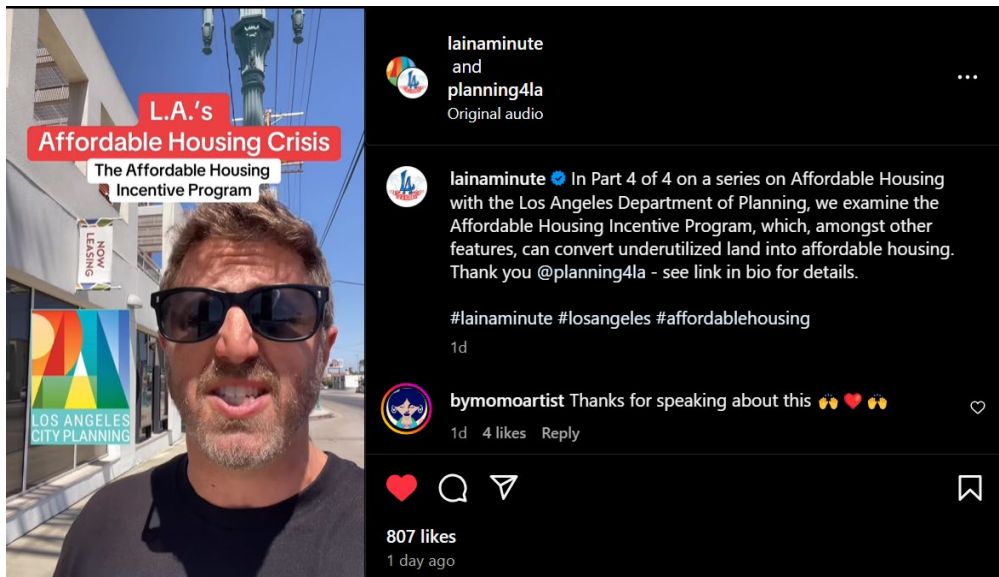 L.A.'s
Affordable Housing Crisis
The Affordable Housing
Incentive Program
NOW
LEASING
LOS ANGELES
CITY PLANNING
lainaminute
and
planning4la
Original audio
LA
lainaminute In Part 4 of 4 on a series on Affordable Housing
with the Los Angeles Department of Planning, we examine the
Affordable Housing Incentive Program, which, amongst other
features, can convert underutilized land into affordable housing.
Thank you @planning4la - see link in bio for details.
#lainaminute #losangeles #affordablehousing
1d
bymomoartist Thanks for speaking about this 🙌 ❤️ 🙌
1d 4 likes Reply
807 likes
1 day ago